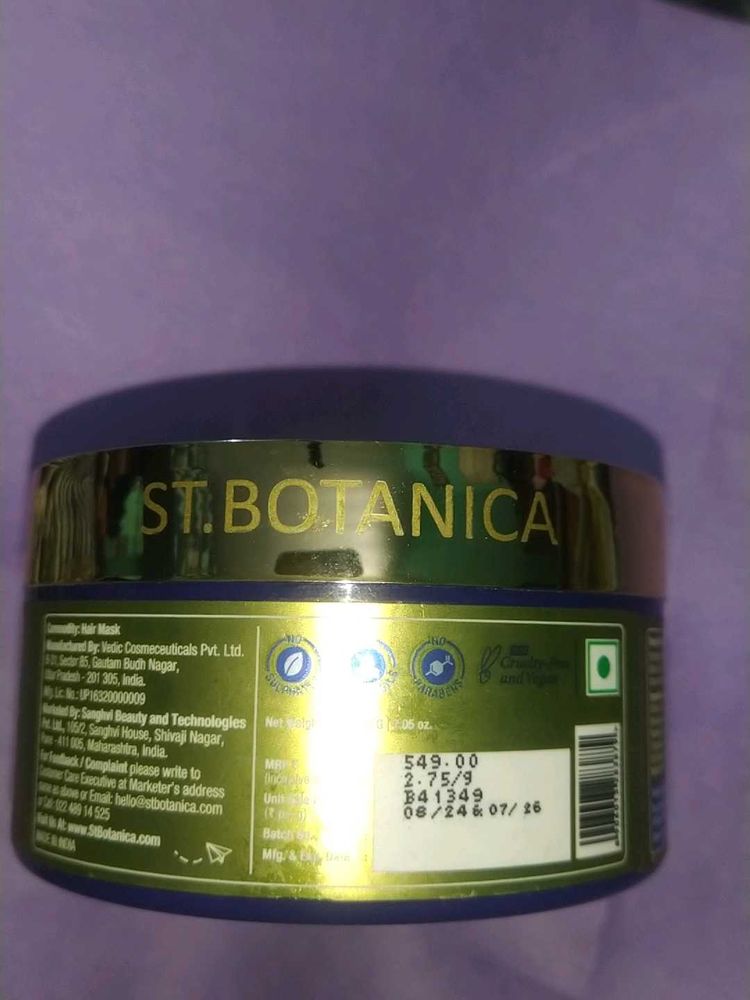 ST.BOTANICA
Commodity: Hair Mask
Manufactured By: Vedic Cosmeceuticals Pvt. Ltd.
Sector 85, Gautam Budh Nagar,
Uttar Pradesh - 201 305, India.
Mfg. Lic. No.: UP16320000009
Marketed By: Sanghvi Beauty and Technologies
Pvt. Ltd., 105/2, Sanghvi House, Shivaji Nagar,
Pune - 411 005, Maharashtra, India.
For Feedback / Complaint please write to
Customer Care Executive at Marketer's address
same as above or Email: hello@stbotanica.com
or Call: 022 489 14 525
Visit Us At: www.StBotanica.com
MADE IN INDIA
NO
SULPHATE
NO
PARABENS
Cruelty-Free
and Vegan
Net Weight
oz.
549.00
2.75/g
B41349
08/24 & 07/26
Batch
Mfg. &